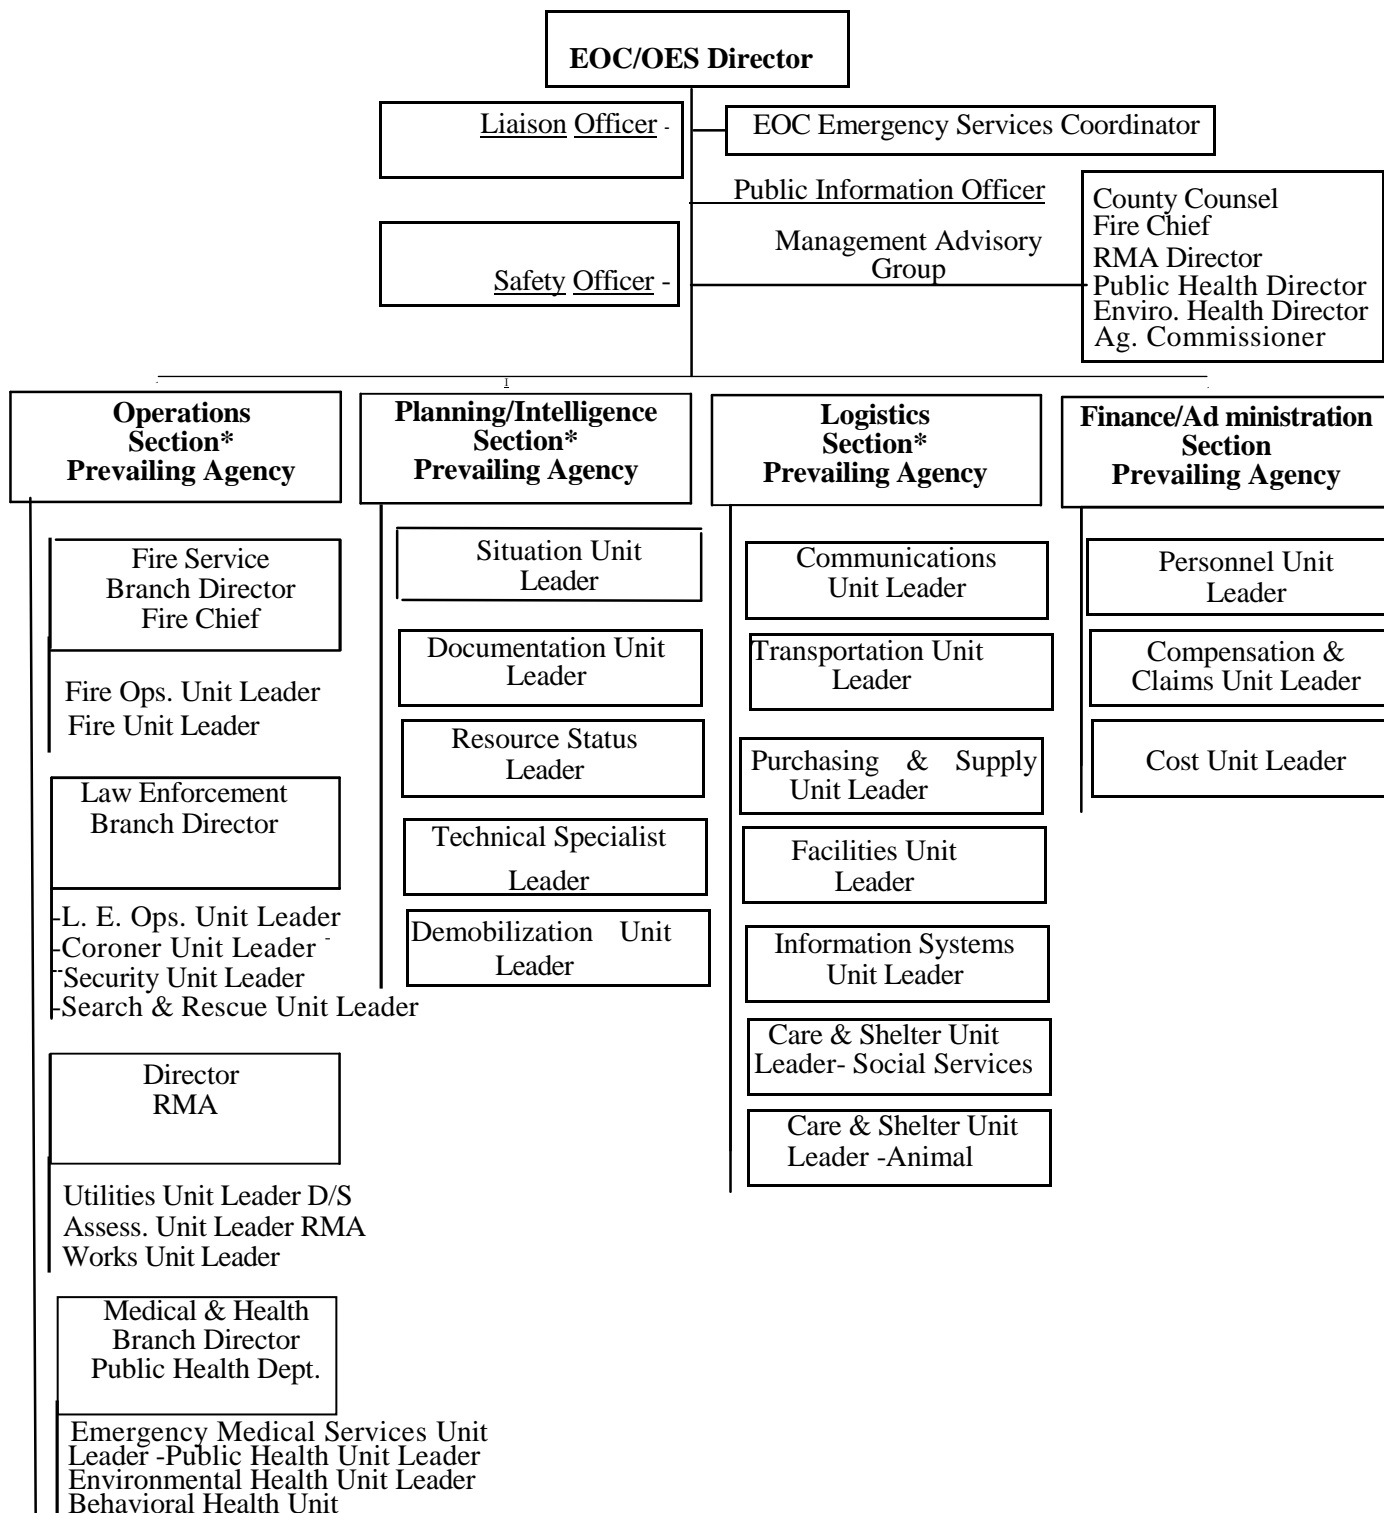 EOC/OES Director
Liaison Officer -
EOC Emergency Services Coordinator
Public Information Officer
Management Advisory
Group
Safety Officer -
County Counsel
Fire Chief
RMA Director
Public Health Director
Enviro. Health Director
Ag. Commissioner
Operations
Section*
Prevailing Agency
Fire Service
Branch Director
Fire Chief
Fire Ops. Unit Leader
Fire Unit Leader
Law Enforcement
Branch Director
-L. E. Ops. Unit Leader
-Coroner Unit Leader -
--Security Unit Leader
-Search & Rescue Unit Leader
Director
RMA
Utilities Unit Leader D/S
Assess. Unit Leader RMA
Works Unit Leader
Medical & Health
Branch Director
Public Health Dept.
Emergency Medical Services Unit
Leader -Public Health Unit Leader
Environmental Health Unit Leader
Behavioral Health Unit
Planning/Intelligence
Section*
Prevailing Agency
Situation Unit
Leader
Documentation Unit
Leader
Resource Status
Leader
Technical Specialist
Leader
Demobilization Unit
Leader
Logistics
Section*
Prevailing Agency
Communications
Unit Leader
Transportation Unit
Leader
Purchasing & Supply
Unit Leader
Facilities Unit
Leader
Information Systems
Unit Leader
Care & Shelter Unit
Leader- Social Services
Care & Shelter Unit
Leader -Animal
Finance/Ad ministration
Section
Prevailing Agency
Personnel Unit
Leader
Compensation &
Claims Unit Leader
Cost Unit Leader